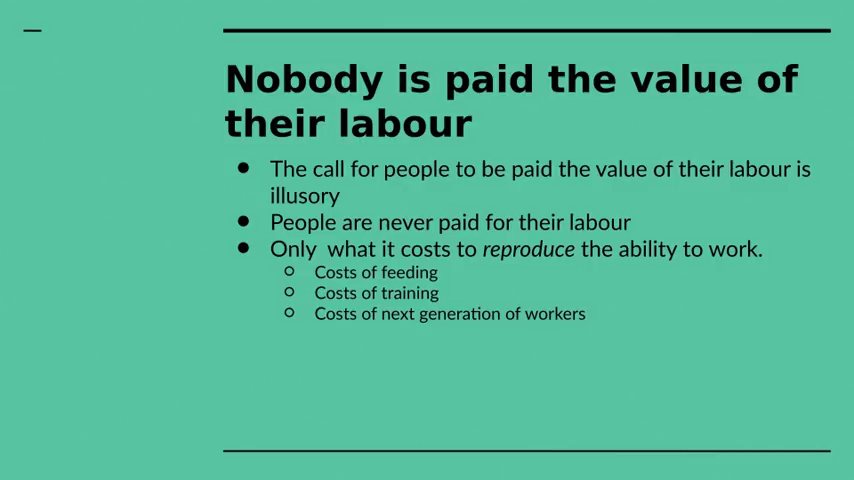 Nobody is paid the value of
their labour
● The call for people to be paid the value of their labour is
illusory
● People are never paid for their labour
● Only  what it costs to reproduce the ability to work.
○ Costs of feeding
○ Costs of training
○ Costs of next generation of workers